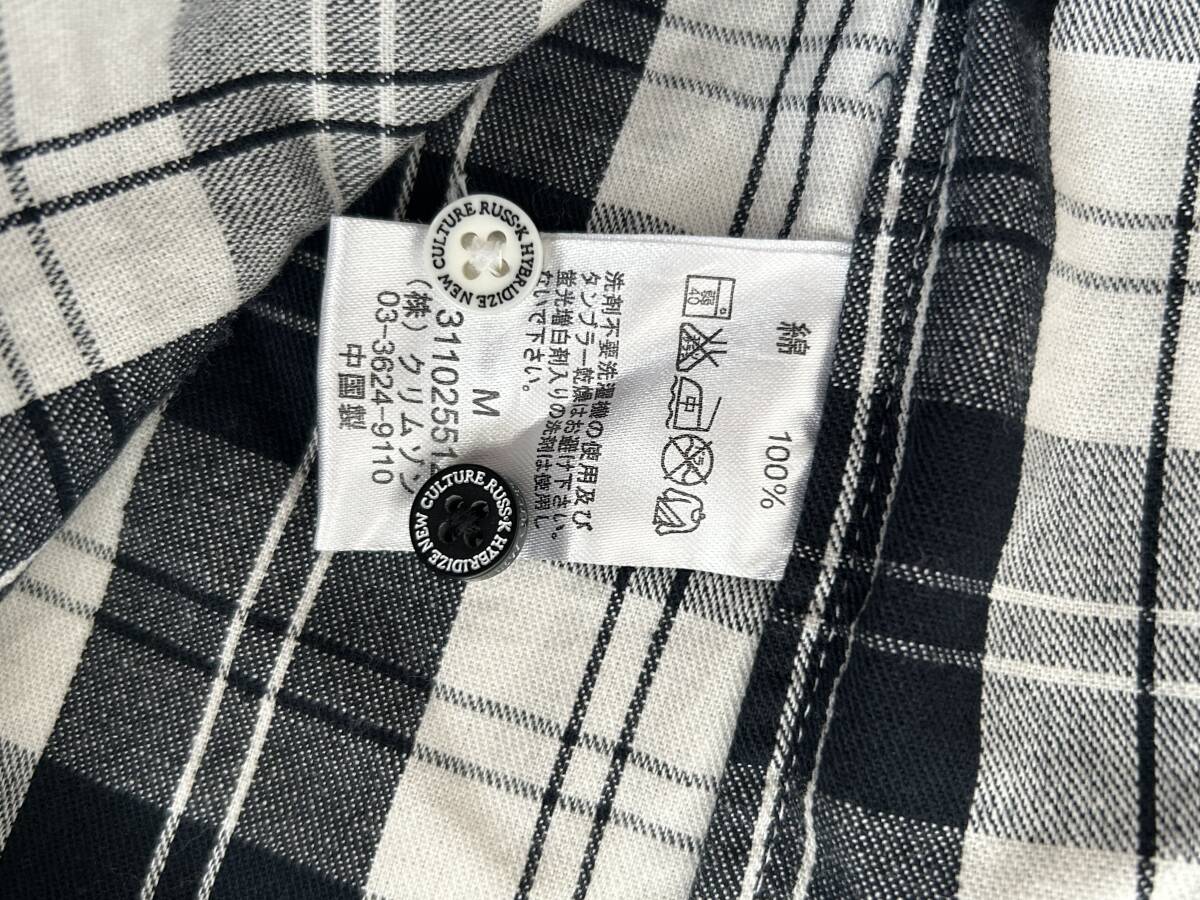 綿 100%
弱
40
洗剤不要洗濯機の使用及び
タンブラー乾燥はお避け下さい。
蛍光増白剤入りの洗剤は使用し
ないで下さい。
M
311025512
(株)クリムゾン
03-3624-9110
中国製
NEW CULTURE RUSS·K HYBRIDIZE
NEW CULTURE RUSS·K HYBRIDIZE